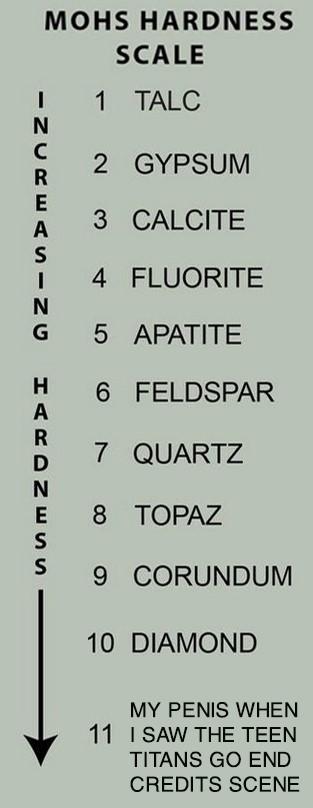 MOHS HARDNESS
SCALE
INCREASING HARDNESS
1 TALC
2 GYPSUM
3 CALCITE
4 FLUORITE
5 APATITE
6 FELDSPAR
7 QUARTZ
8 TOPAZ
9 CORUNDUM
10 DIAMOND
11 MY PENIS WHEN
I SAW THE TEEN
TITANS GO END
CREDITS SCENE